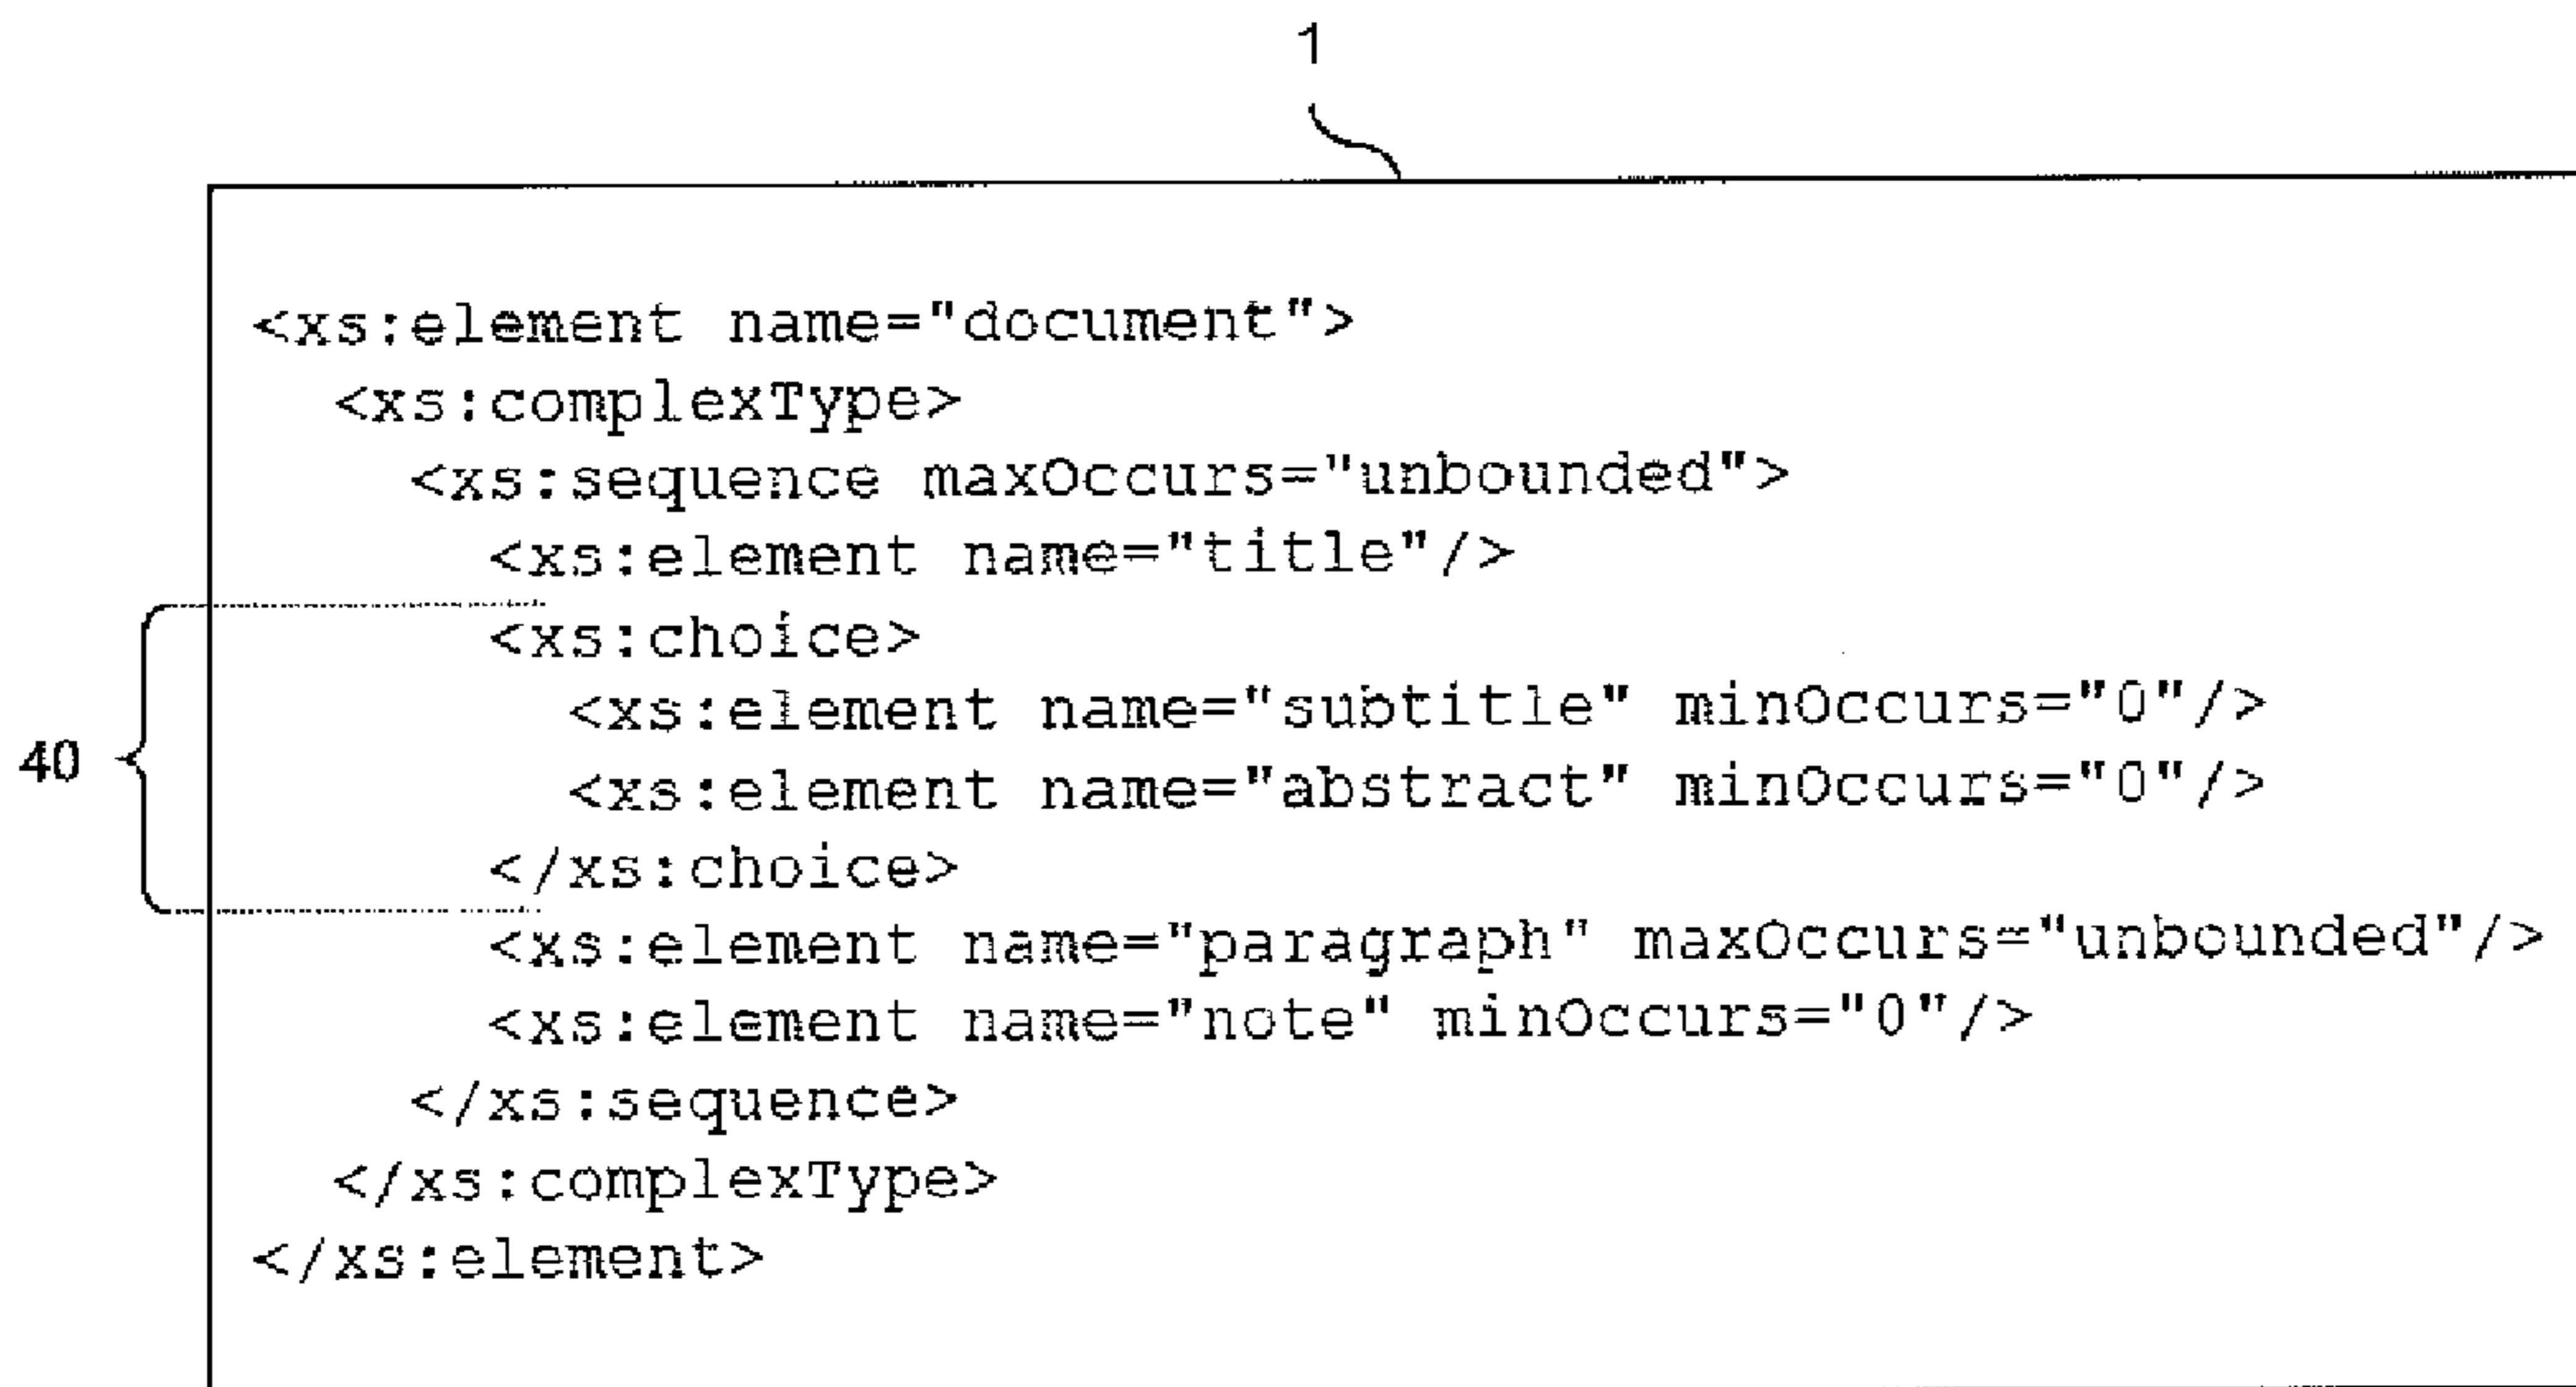 1
<xs:element name="document">
<xs:complexType>
<xs:sequence maxOccurs="unbounded">
<xs:element name="title"/>
<xs:choice>
<xs:element name="subtitle" minOccurs="0"/>
40
<xs:element name="abstract" minOccurs="0"/>
</xs:choice>
<xs:element name="paragraph" maxOccurs="unbounded"/>
<xs:element name="note" minOccurs="0"/>
</xs:sequence>
</xs:complexType>
</xs:element>